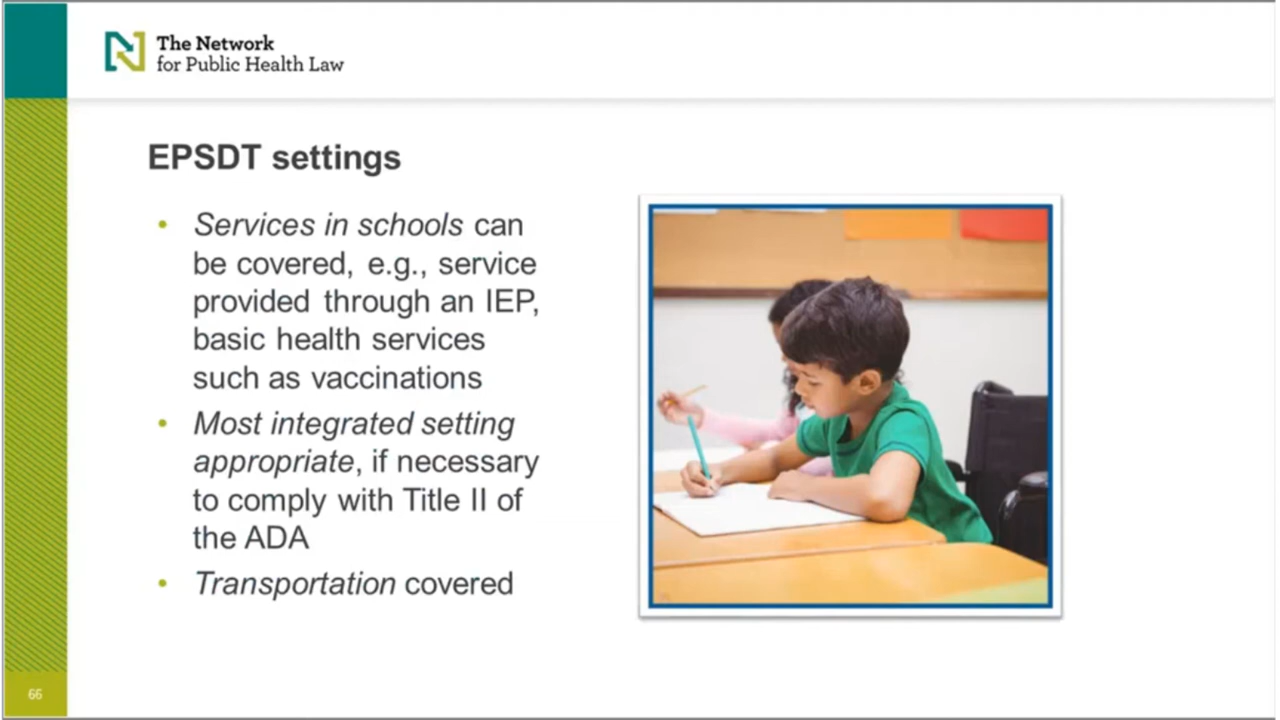 The Network
for Public Health Law
EPSDT settings
• Services in schools can
be covered, e.g., service
provided through an IEP,
basic health services
such as vaccinations
• Most integrated setting
appropriate, if necessary
to comply with Title II of
the ADA
• Transportation covered
66